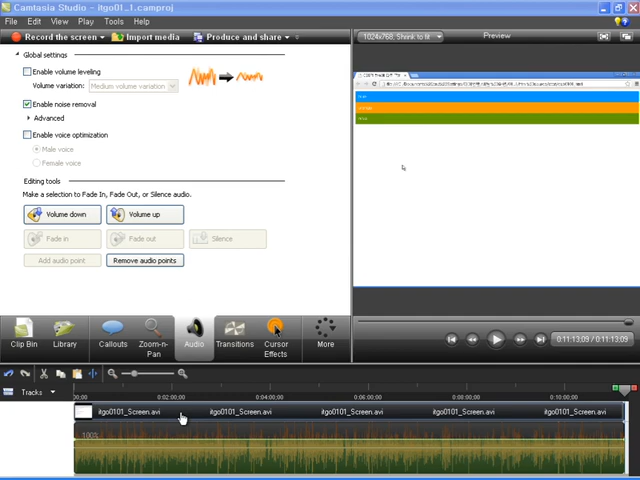 Camtasia Studio - itgo01_1.camproj
File Edit View Play Tools Help
Record the screen Import media Produce and share
1024x768, Shrink to fit Preview
Global settings
Enable volume leveling
Volume variation: Medium volume variation
Enable noise removal
Advanced
Enable voice optimization
Male voice
Female voice
Editing tools
Make a selection to Fade In, Fade Out, or Silence audio.
Volume down Volume up
Fade in Fade out Silence
Add audio point Remove audio points
Clip Bin Library Callouts Zoom-n-Pan Audio Transitions Cursor Effects More
0:11:13;09 / 0:11:13;09
Tracks 00;00 0:02:00;00 0:04:00;00 0:06:00;00 0:08:00;00 0:10:00;00
itgo0101_Screen.avi itgo0101_Screen.avi itgo0101_Screen.avi itgo0101_Screen.avi itgo0101_Screen.avi
100%